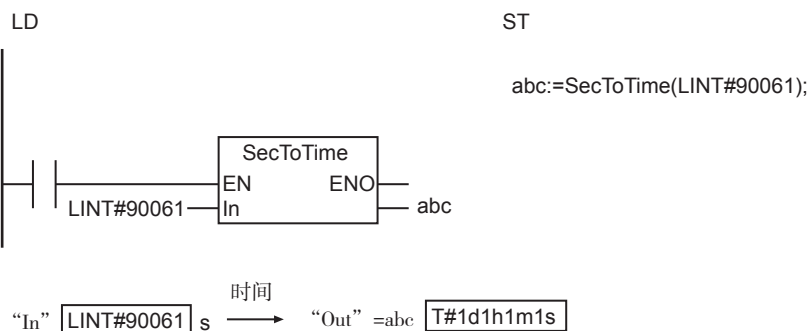 LD
ST
abc:=SecToTime(LINT#90061);
SecToTime
EN ENO
LINT#90061 In abc
时间
“In” LINT#90061 s “Out” =abc T#1d1h1m1s